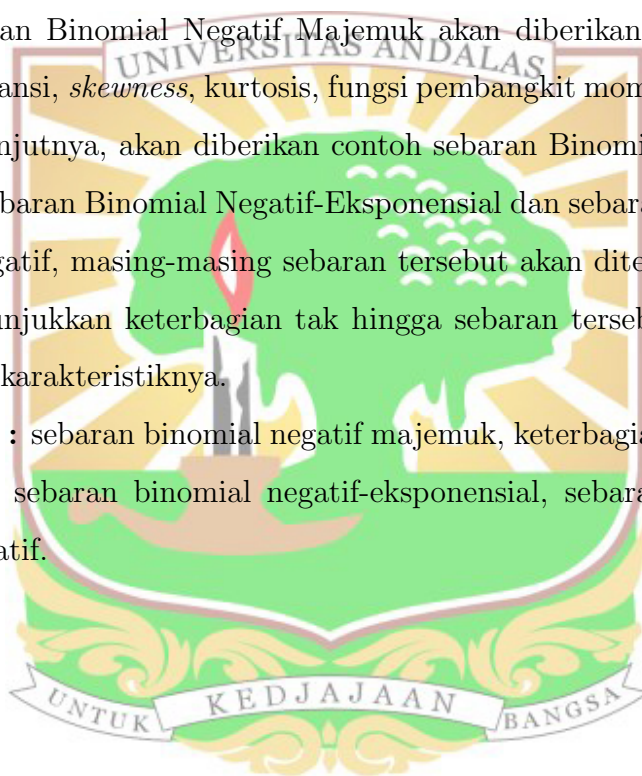 an Binomial Negatif Majemuk akan diberikan
UNIVERSITAS ANDALAS
ansi, skewness, kurtosis, fungsi pembangkit mom
njutnya, akan diberikan contoh sebaran Binomi
baran Binomial Negatif-Eksponensial dan sebara
gatif, masing-masing sebaran tersebut akan dite
unjukkan keterbagian tak hingga sebaran terseb
karakteristiknya.
: sebaran binomial negatif majemuk, keterbagia
sebaran binomial negatif-eksponensial, sebara
atif.
UNTUK KEDJAJAAN BANGSA